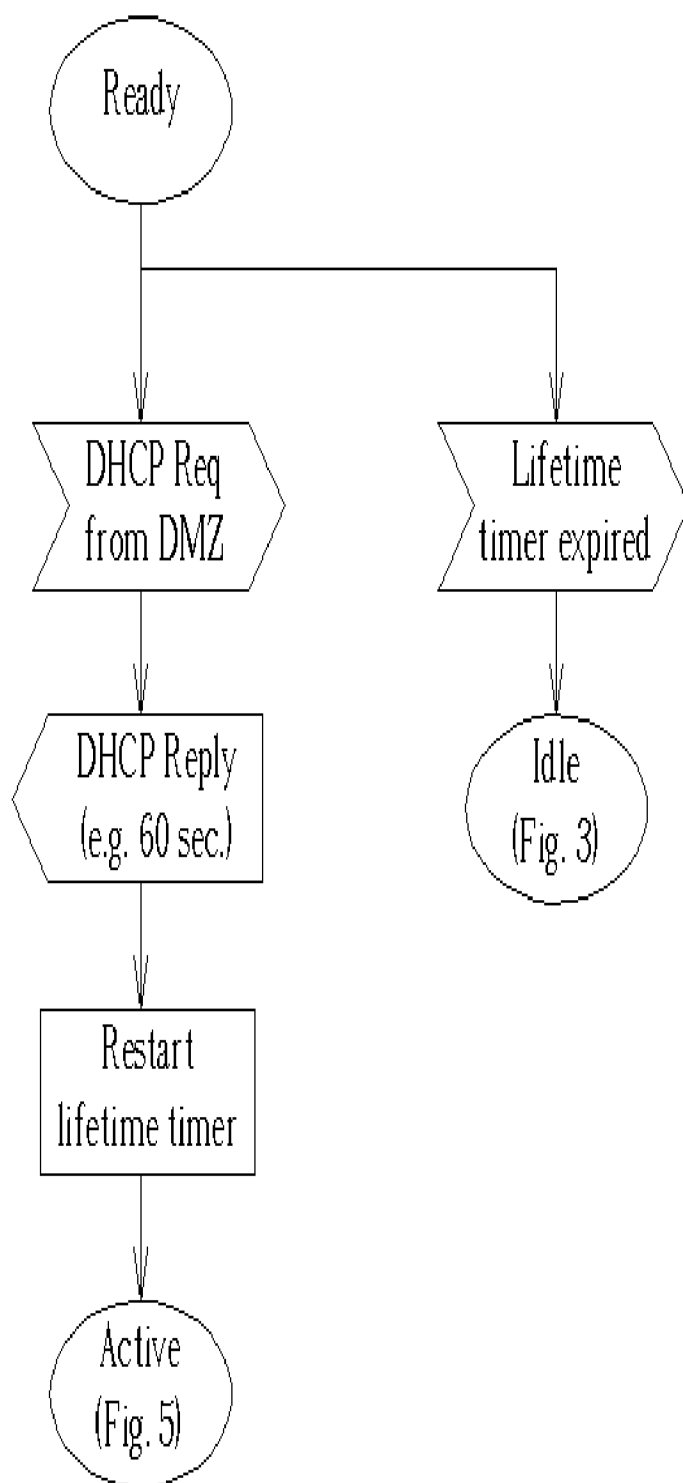 Ready
DHCP Req
from DMZ
Lifetime
timer expired
DHCP Reply
(e.g. 60 sec.)
Idle
(Fig. 3)
Restart
lifetime timer
Active
(Fig. 5)